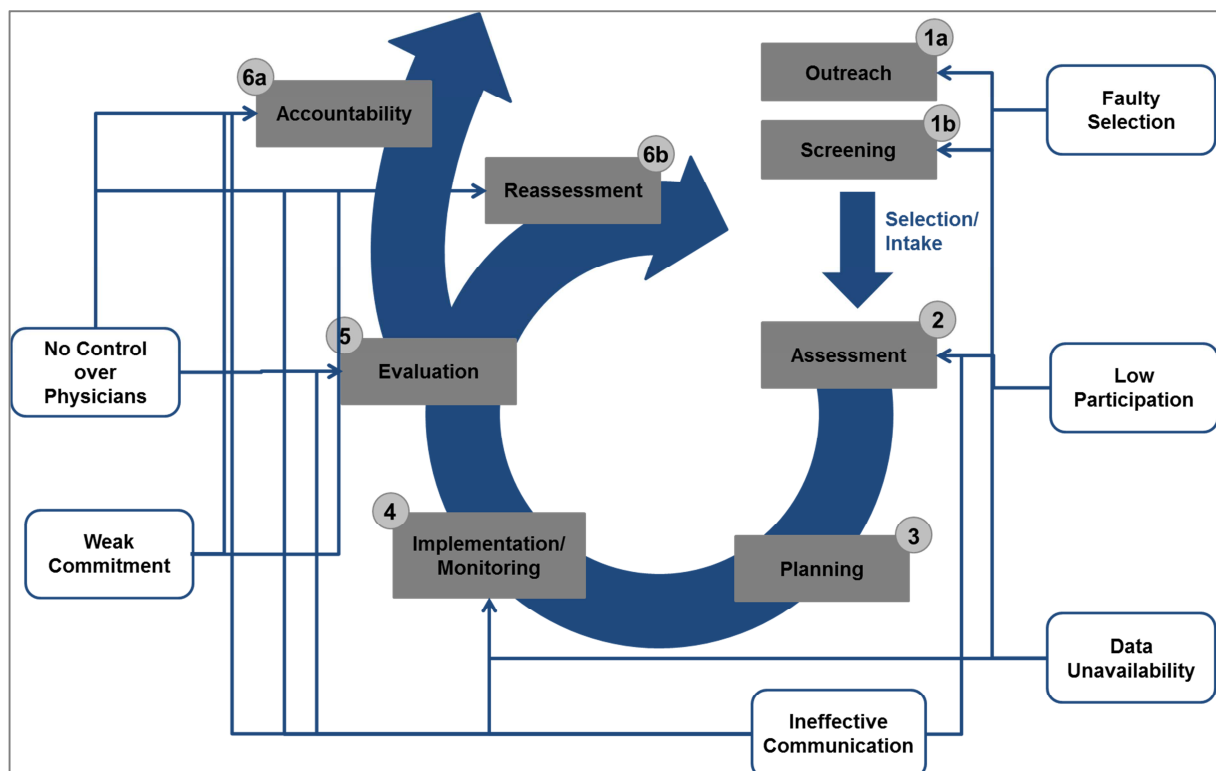 1a
Outreach
1b
Screening
Faulty
Selection
6a
Accountability
6b
Reassessment
Selection/
Intake
2
Assessment
5
Evaluation
No Control
over
Physicians
Low
Participation
4
Implementation/
Monitoring
3
Planning
Weak
Commitment
Data
Unavailability
Ineffective
Communication